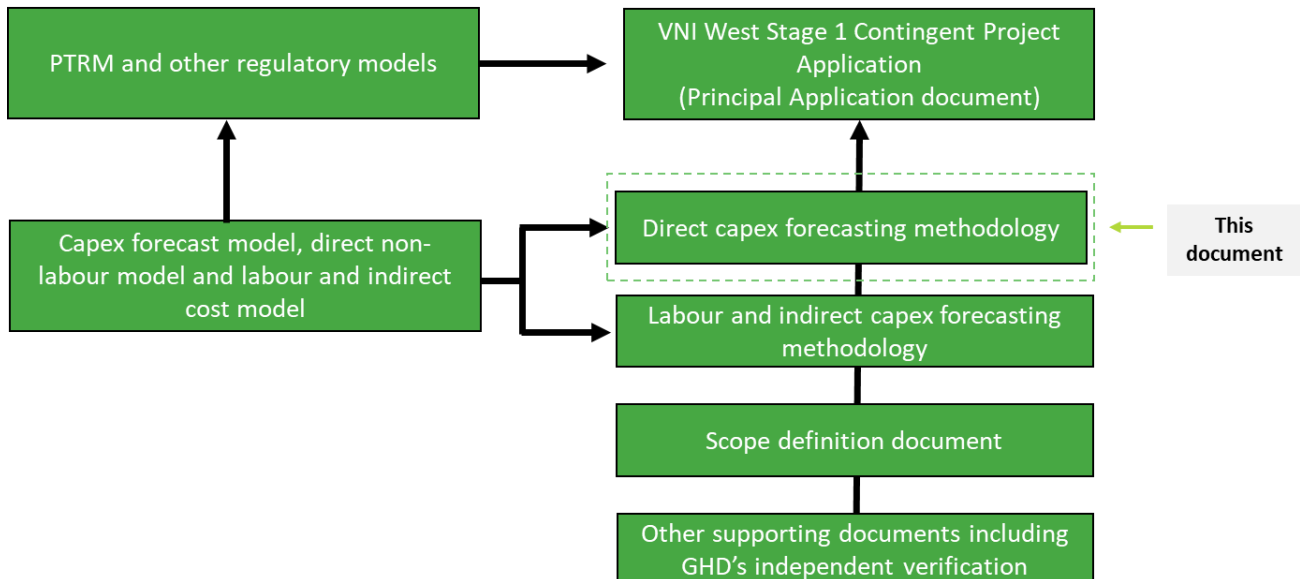 PTRM and other regulatory models
VNI West Stage 1 Contingent Project
Application
(Principal Application document)
Capex forecast model, direct non-
labour model and labour and indirect
cost model
Direct capex forecasting methodology
This
document
Labour and indirect capex forecasting
methodology
Scope definition document
Other supporting documents including
GHD's independent verification